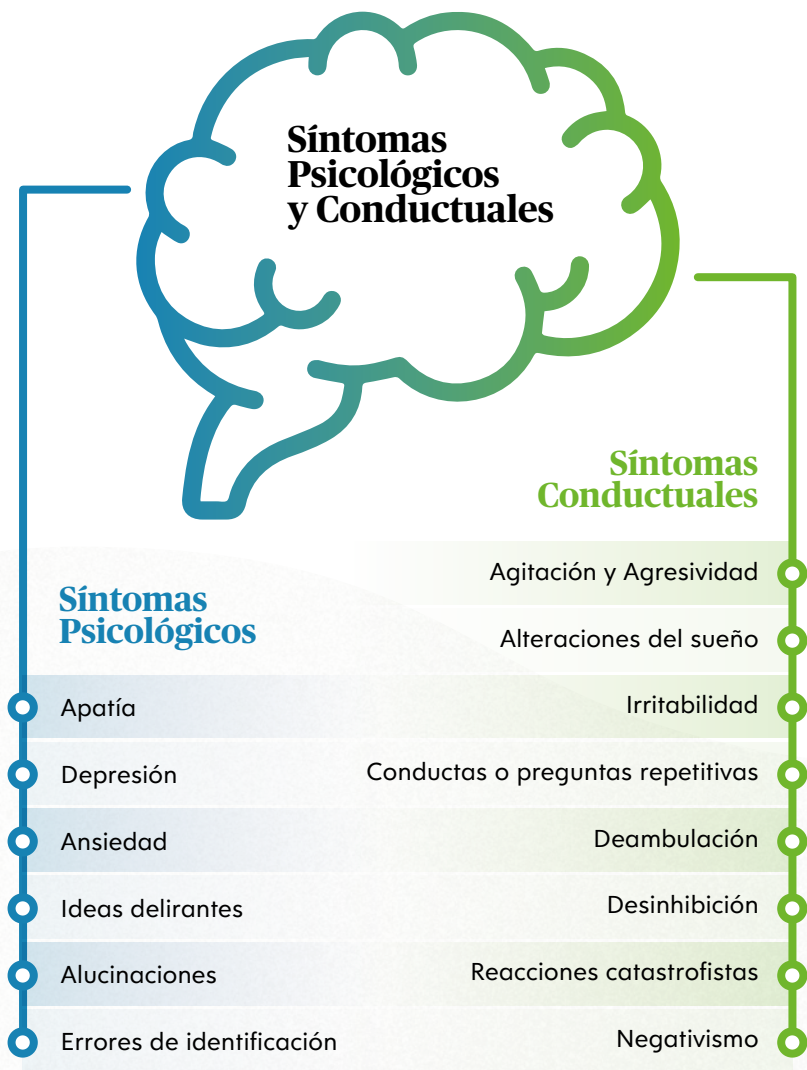 Síntomas
Psicológicos
y Conductuales
Síntomas
Psicológicos
Apatía
Depresión
Ansiedad
Ideas delirantes
Alucinaciones
Errores de identificación
Síntomas
Conductuales
Agitación y Agresividad
Alteraciones del sueño
Irritabilidad
Conductas o preguntas repetitivas
Deambulación
Desinhibición
Reacciones catastrofistas
Negativismo